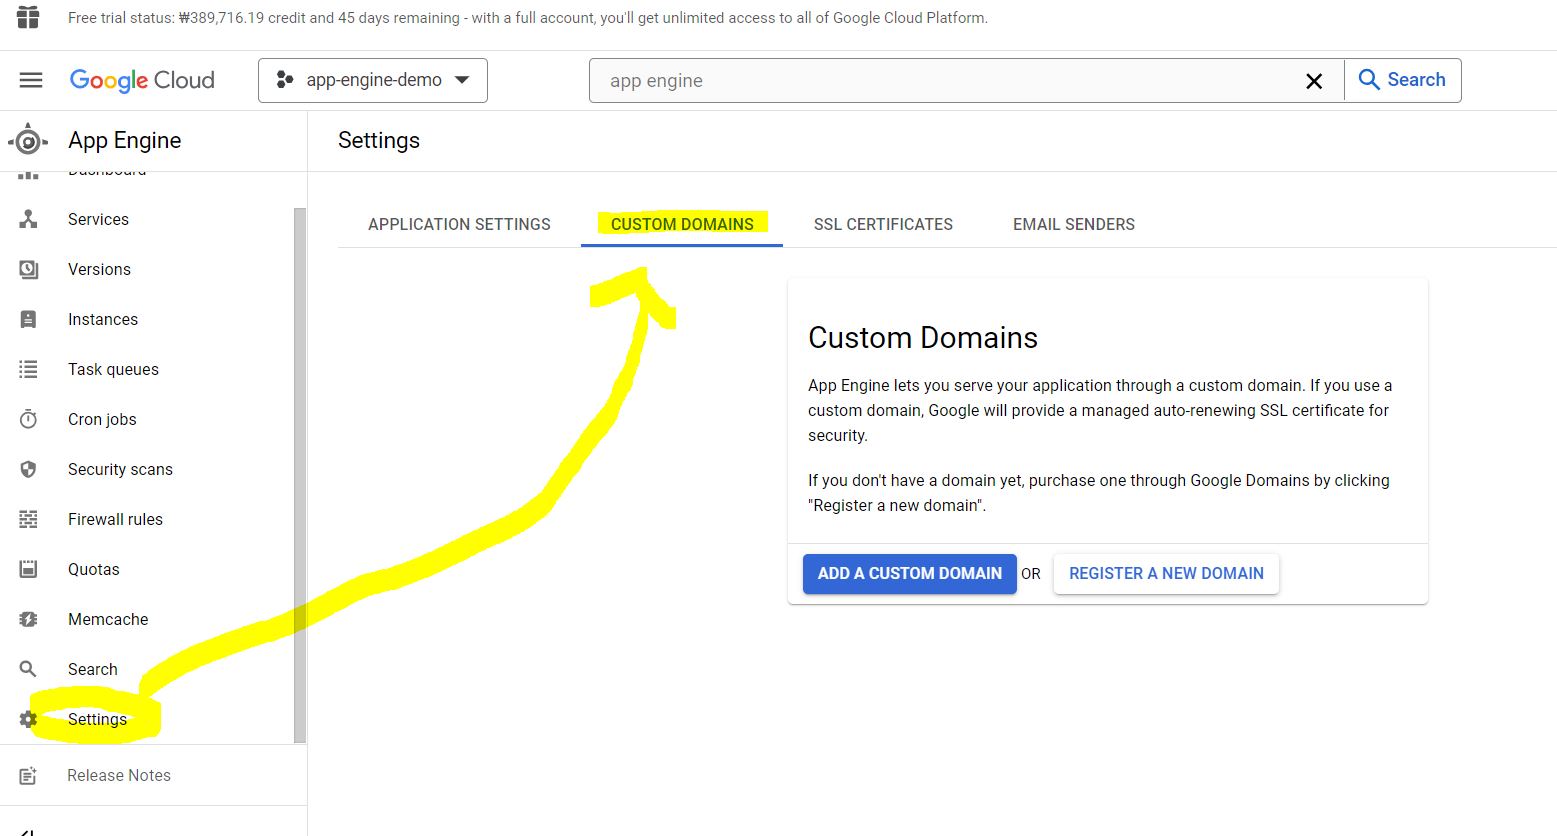 Free trial status: ₩389,716.19 credit and 45 days remaining - with a full account, you'll get unlimited access to all of Google Cloud Platform.
Google Cloud
app-engine-demo
app engine
Search
App Engine
Settings
Dashboard
Services
Versions
Instances
Task queues
Cron jobs
Security scans
Firewall rules
Quotas
Memcache
Search
Settings
Release Notes
APPLICATION SETTINGS
CUSTOM DOMAINS
SSL CERTIFICATES
EMAIL SENDERS
Custom Domains
App Engine lets you serve your application through a custom domain. If you use a
custom domain, Google will provide a managed auto-renewing SSL certificate for
security.
If you don't have a domain yet, purchase one through Google Domains by clicking
"Register a new domain".
ADD A CUSTOM DOMAIN OR REGISTER A NEW DOMAIN